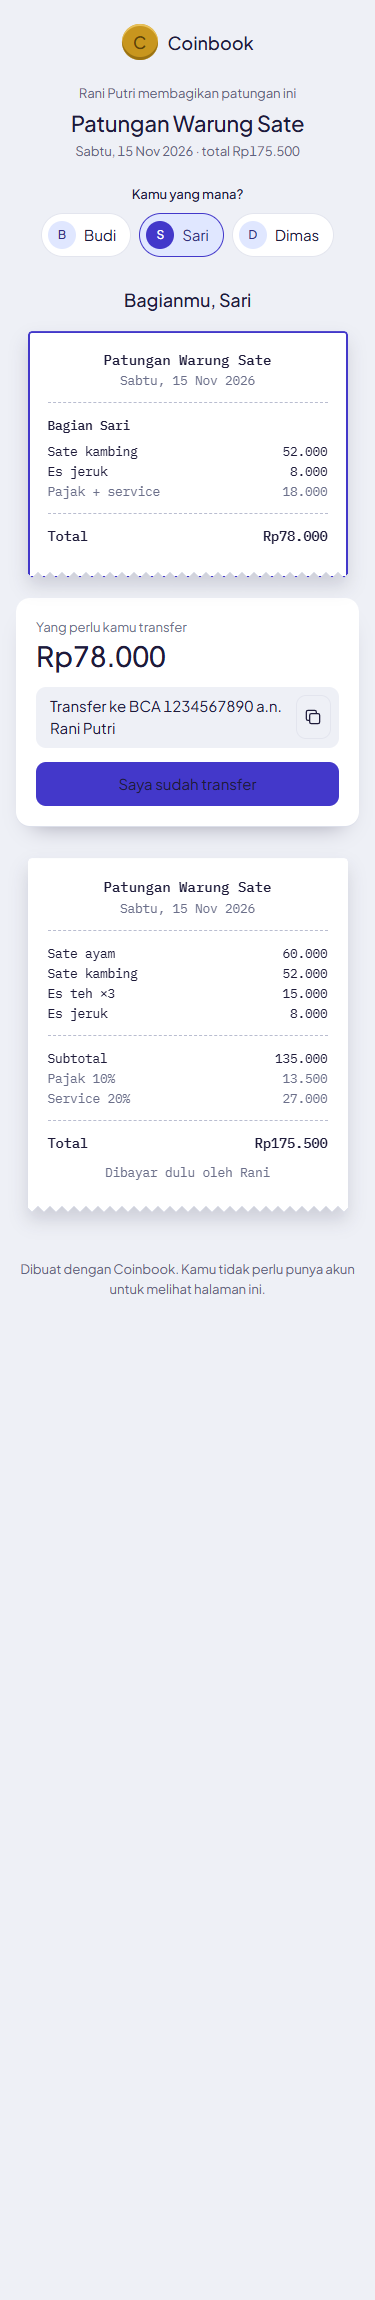 C Coinbook
Rani Putri membagikan patungan ini
Patungan Warung Sate
Sabtu, 15 Nov 2026 · total Rp175.500
Kamu yang mana?
B Budi S Sari D Dimas
Bagianmu, Sari
Patungan Warung Sate
Sabtu, 15 Nov 2026
Bagian Sari
Sate kambing 52.000
Es jeruk 8.000
Pajak + service 18.000
Total Rp78.000
Yang perlu kamu transfer
Rp78.000
Transfer ke BCA 1234567890 a.n.
Rani Putri
Saya sudah transfer
Patungan Warung Sate
Sabtu, 15 Nov 2026
Sate ayam 60.000
Sate kambing 52.000
Es teh ×3 15.000
Es jeruk 8.000
Subtotal 135.000
Pajak 10% 13.500
Service 20% 27.000
Total Rp175.500
Dibayar dulu oleh Rani
Dibuat dengan Coinbook. Kamu tidak perlu punya akun
untuk melihat halaman ini.